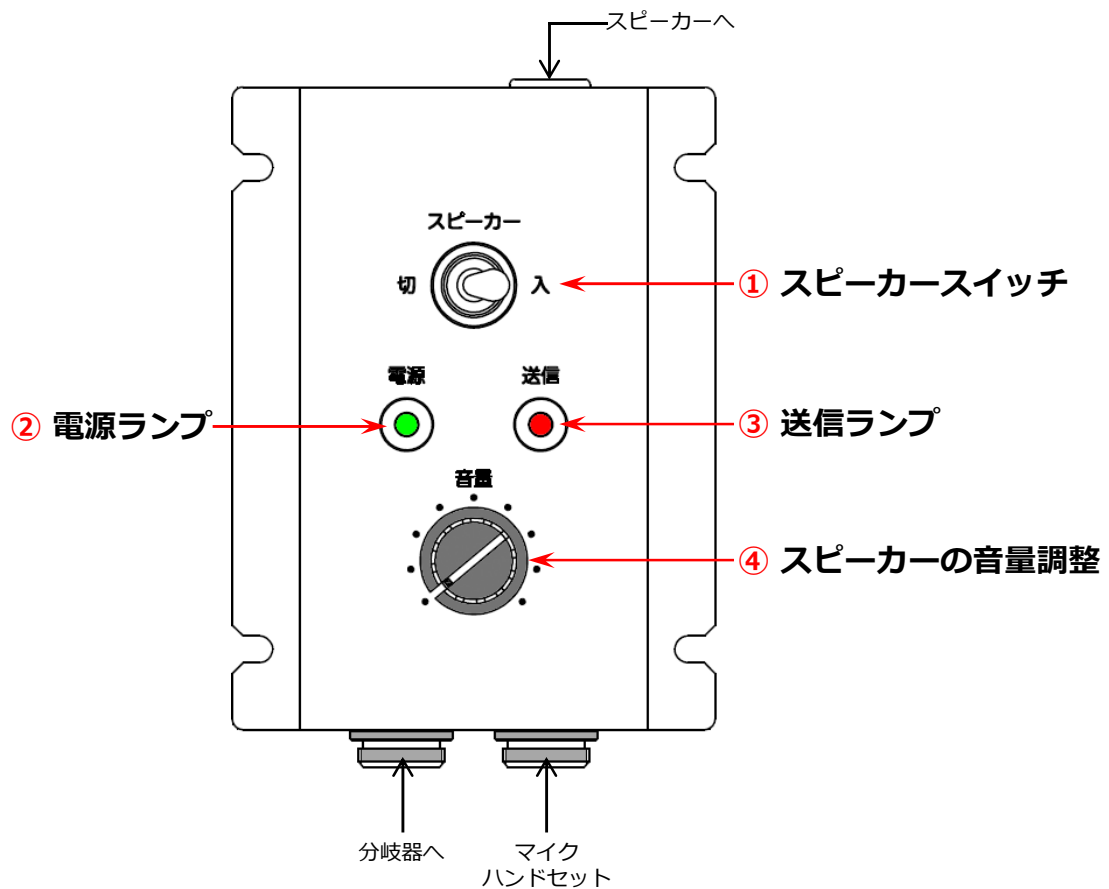 スピーカーへ
スピーカー
切
入
① スピーカースイッチ
電源
送信
② 電源ランプ
③ 送信ランプ
音量
④ スピーカーの音量調整
分岐器へ
マイク
ハンドセット